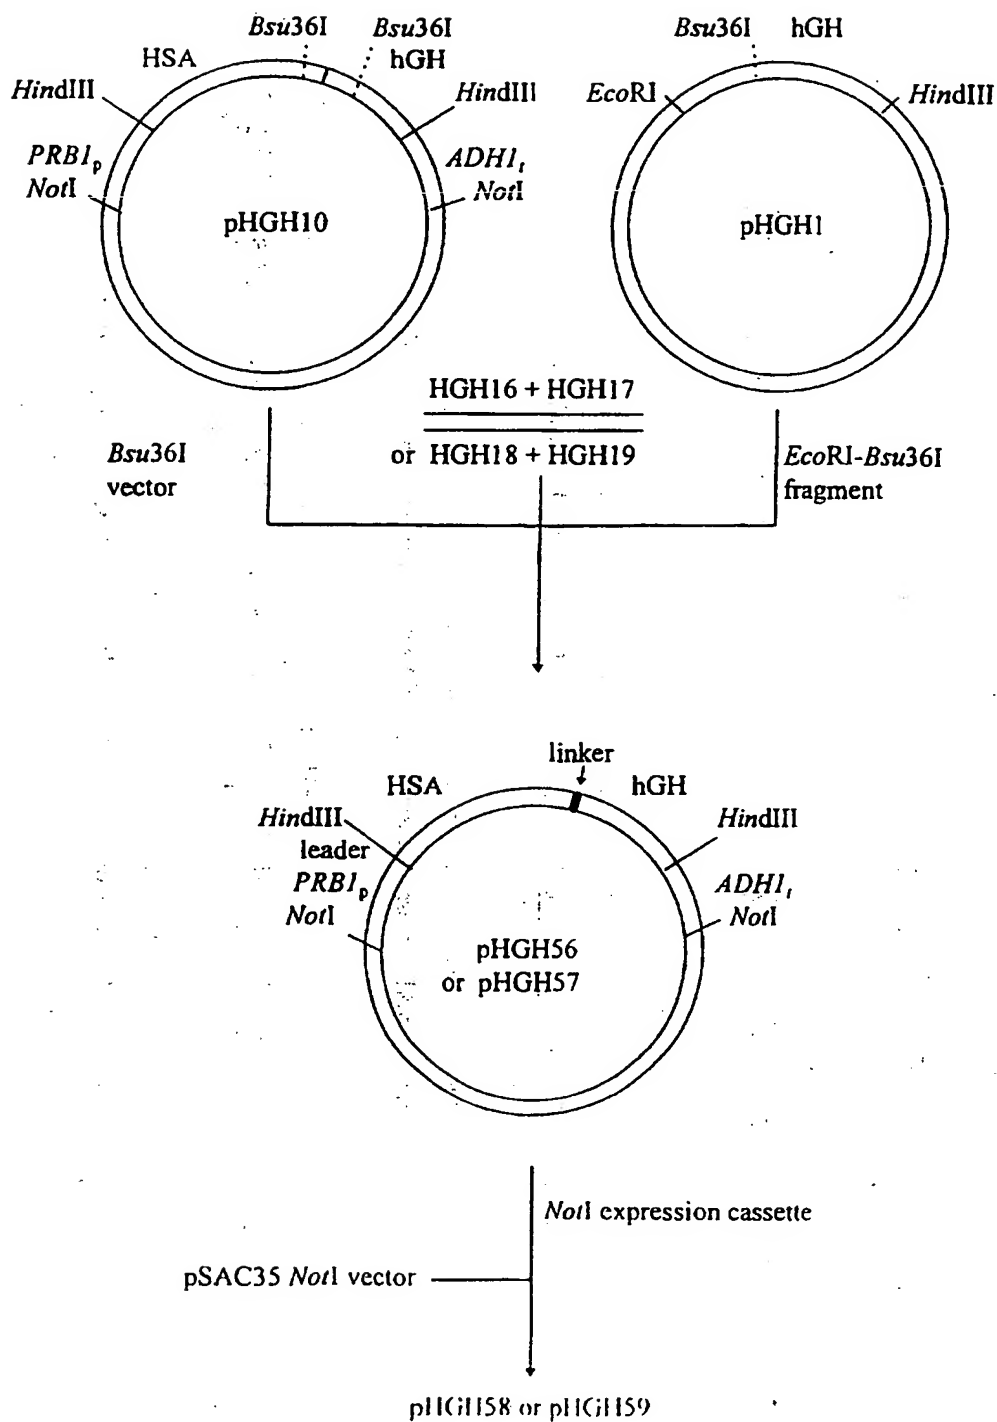 Bsu36I
Bsu36I
HSA
hGH
HindIII
HindIII
PRB1p
ADH1t
NotI
NotI
pHGH10
Bsu36I hGH
EcoRI
HindIII
pHGH1
HGH16 + HGH17
or HGH18 + HGH19
Bsu36I
vector
EcoRI-Bsu36I
fragment
linker
HSA
hGH
HindIII
HindIII
leader
PRB1p
ADH1t
NotI
NotI
pHGH56
or pHGH57
NotI expression cassette
pSAC35 NotI vector
pHGH58 or pHGH59